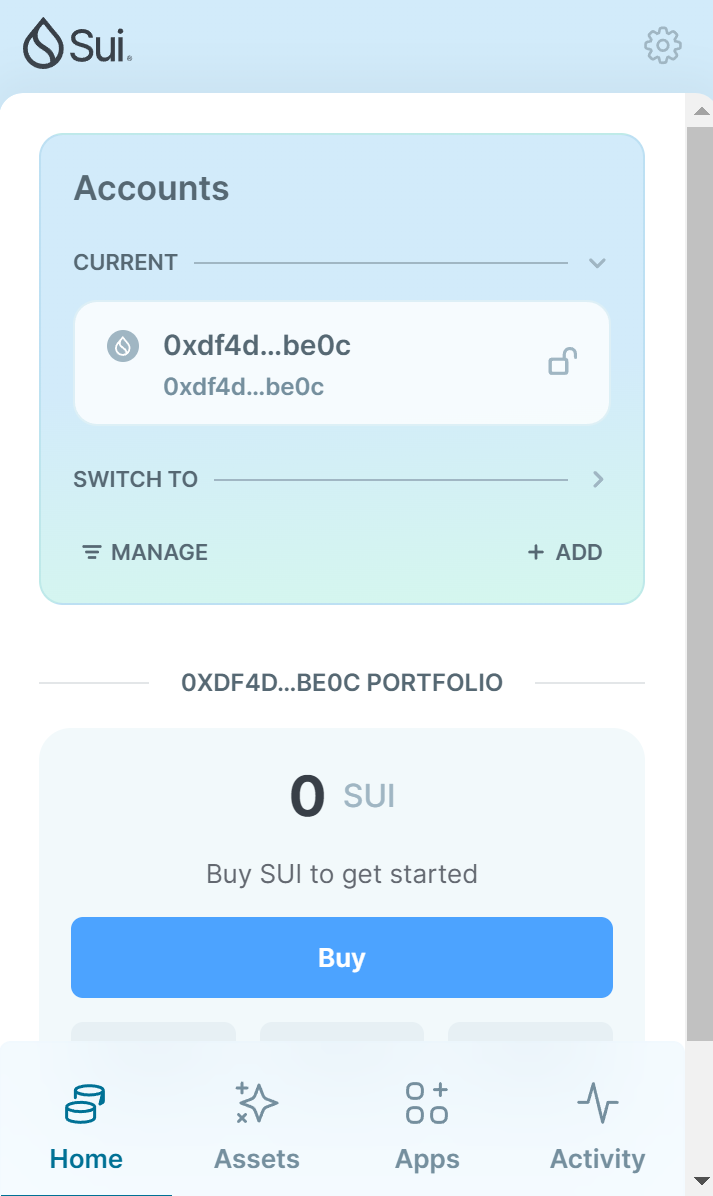 Sui
Accounts
CURRENT
0xdf4d...be0c
0xdf4d...be0c
SWITCH TO
MANAGE
+ ADD
0XDF4D...BE0C PORTFOLIO
0 SUI
Buy SUI to get started
Buy
Home
Assets
Apps
Activity